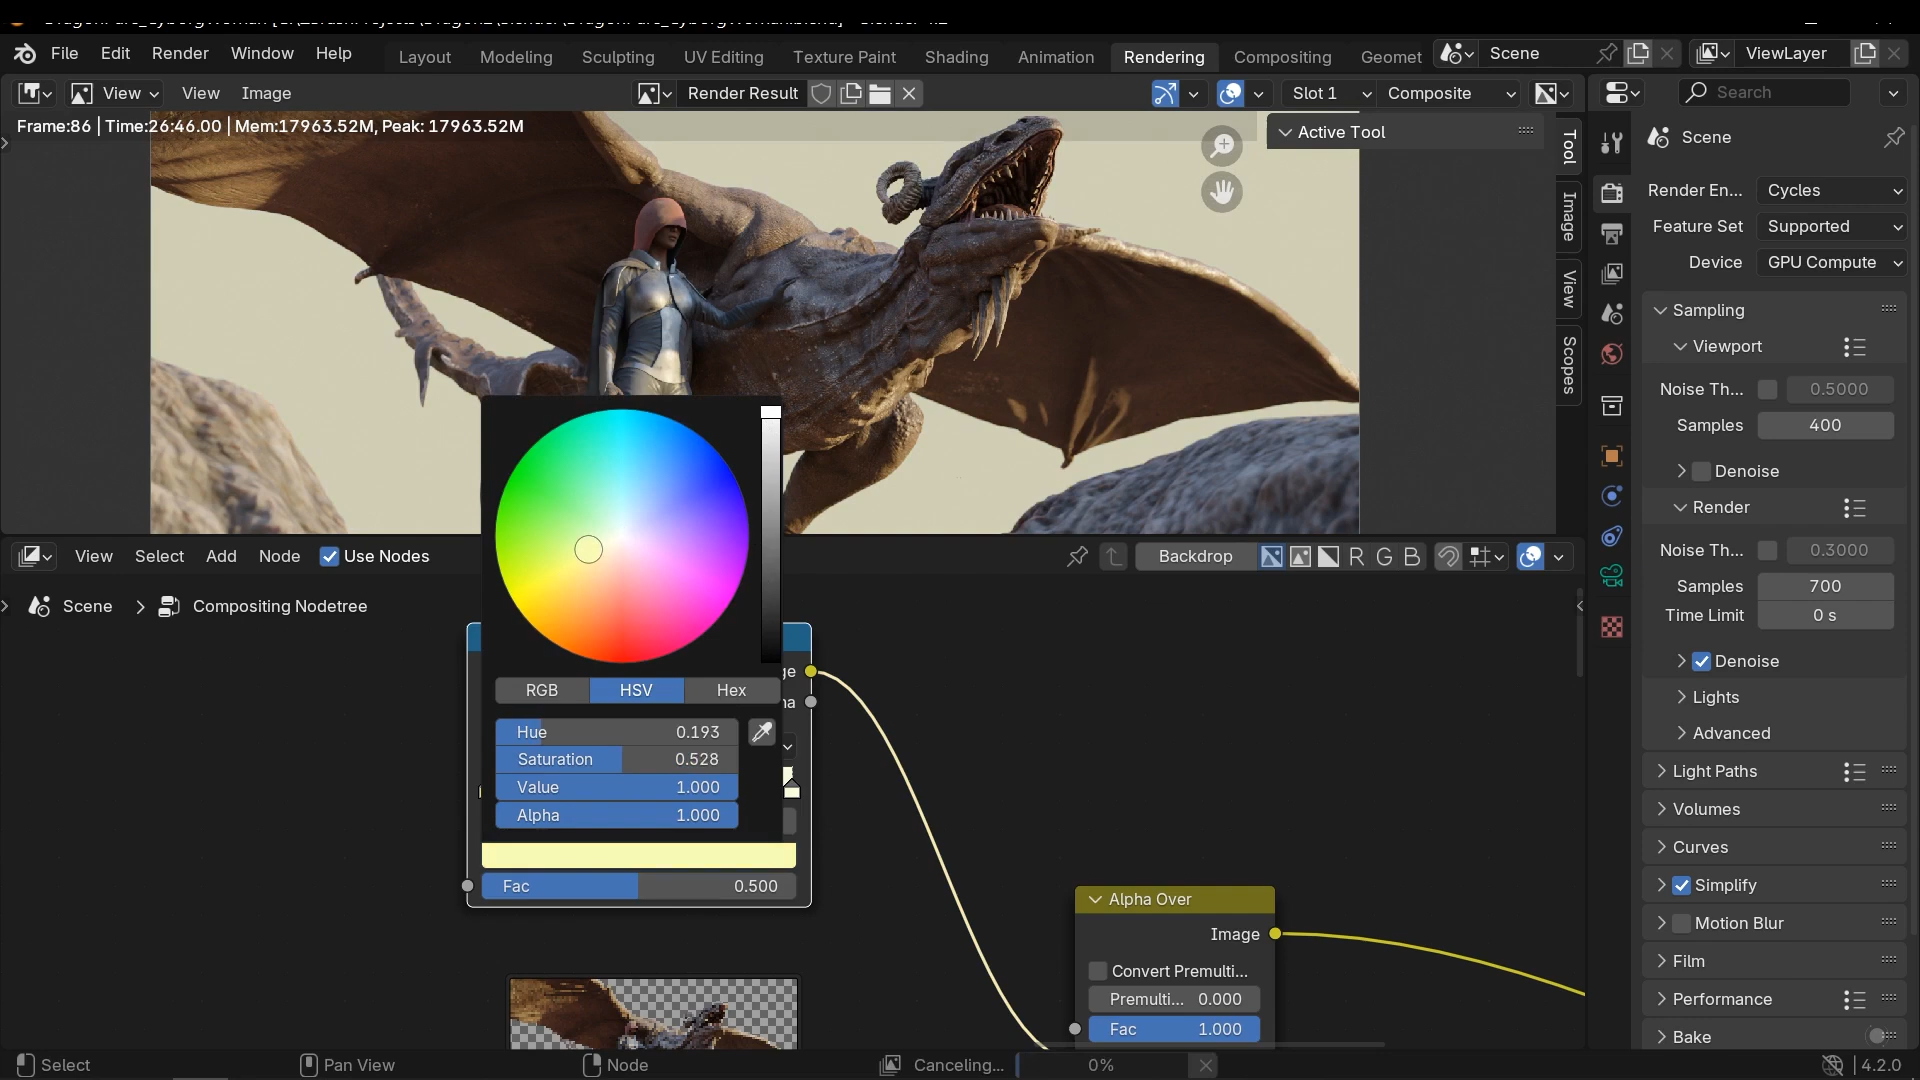 File Edit Render Window Help Layout Modeling Sculpting UV Editing Texture Paint Shading Animation Rendering Compositing Geomet Scene ViewLayer
View View Image Render Result Slot 1 Composite Search
Frame:86 | Time:26:46.00 | Mem:17963.52M, Peak: 17963.52M
Active Tool
Tool
Image
View
Scopes
Scene
Render En... Cycles
Feature Set Supported
Device GPU Compute
Sampling
Viewport
Noise Th... 0.5000
Samples 400
Denoise
Render
Noise Th... 0.3000
Samples 700
Time Limit 0 s
Denoise
Lights
Advanced
Light Paths
Volumes
Curves
Simplify
Motion Blur
Film
Performance
Bake
View Select Add Node Use Nodes Backdrop R G B
Scene Compositing Nodetree
ge
ha
RGB HSV Hex
Hue 0.193
Saturation 0.528
Value 1.000
Alpha 1.000
Fac 0.500
Alpha Over
Image
Convert Premulti...
Premulti... 0.000
Fac 1.000
Select Pan View Node Canceling... 0% 4.2.0